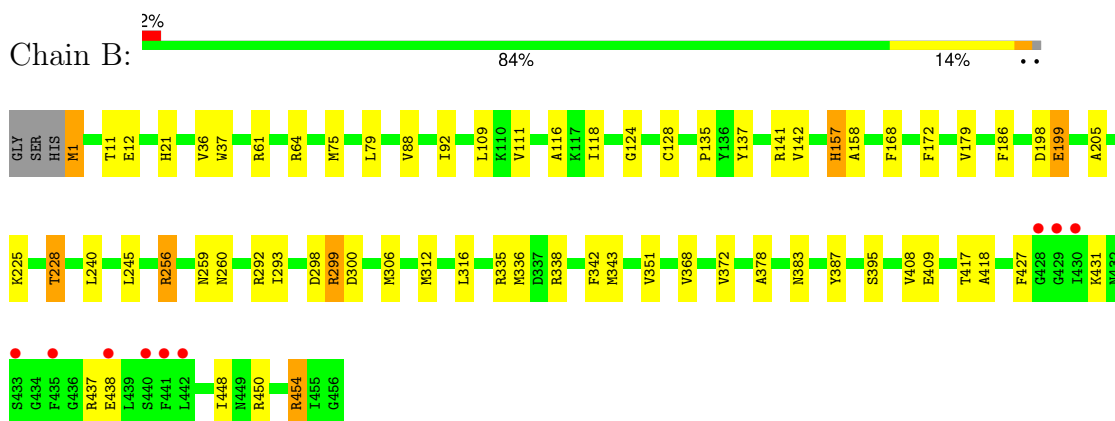 2%
Chain B:
84% 14% • •
GLY SER HIS M1 T11 E12 H21 V36 W37 R61 R64 M75 L79 V88 I92 L109 K110 V111 A116 K117 I118 G124 C128 P135 Y136 Y137 R141 V142 H157 A158 F168 F172 V179 F186 D198 E199 A205
K225 T228 L240 L245 R256 N259 N260 R292 I293 D298 R299 D300 M306 M312 L316 R335 M336 D337 R338 F342 M343 V351 V368 V372 A378 N383 Y387 S395 V408 E409 T417 A418 F427 G428 G429 I430 K431 N432
S433 G434 F435 G436 R437 E438 L439 S440 F441 L442 I448 N449 R450 R454 I455 G456